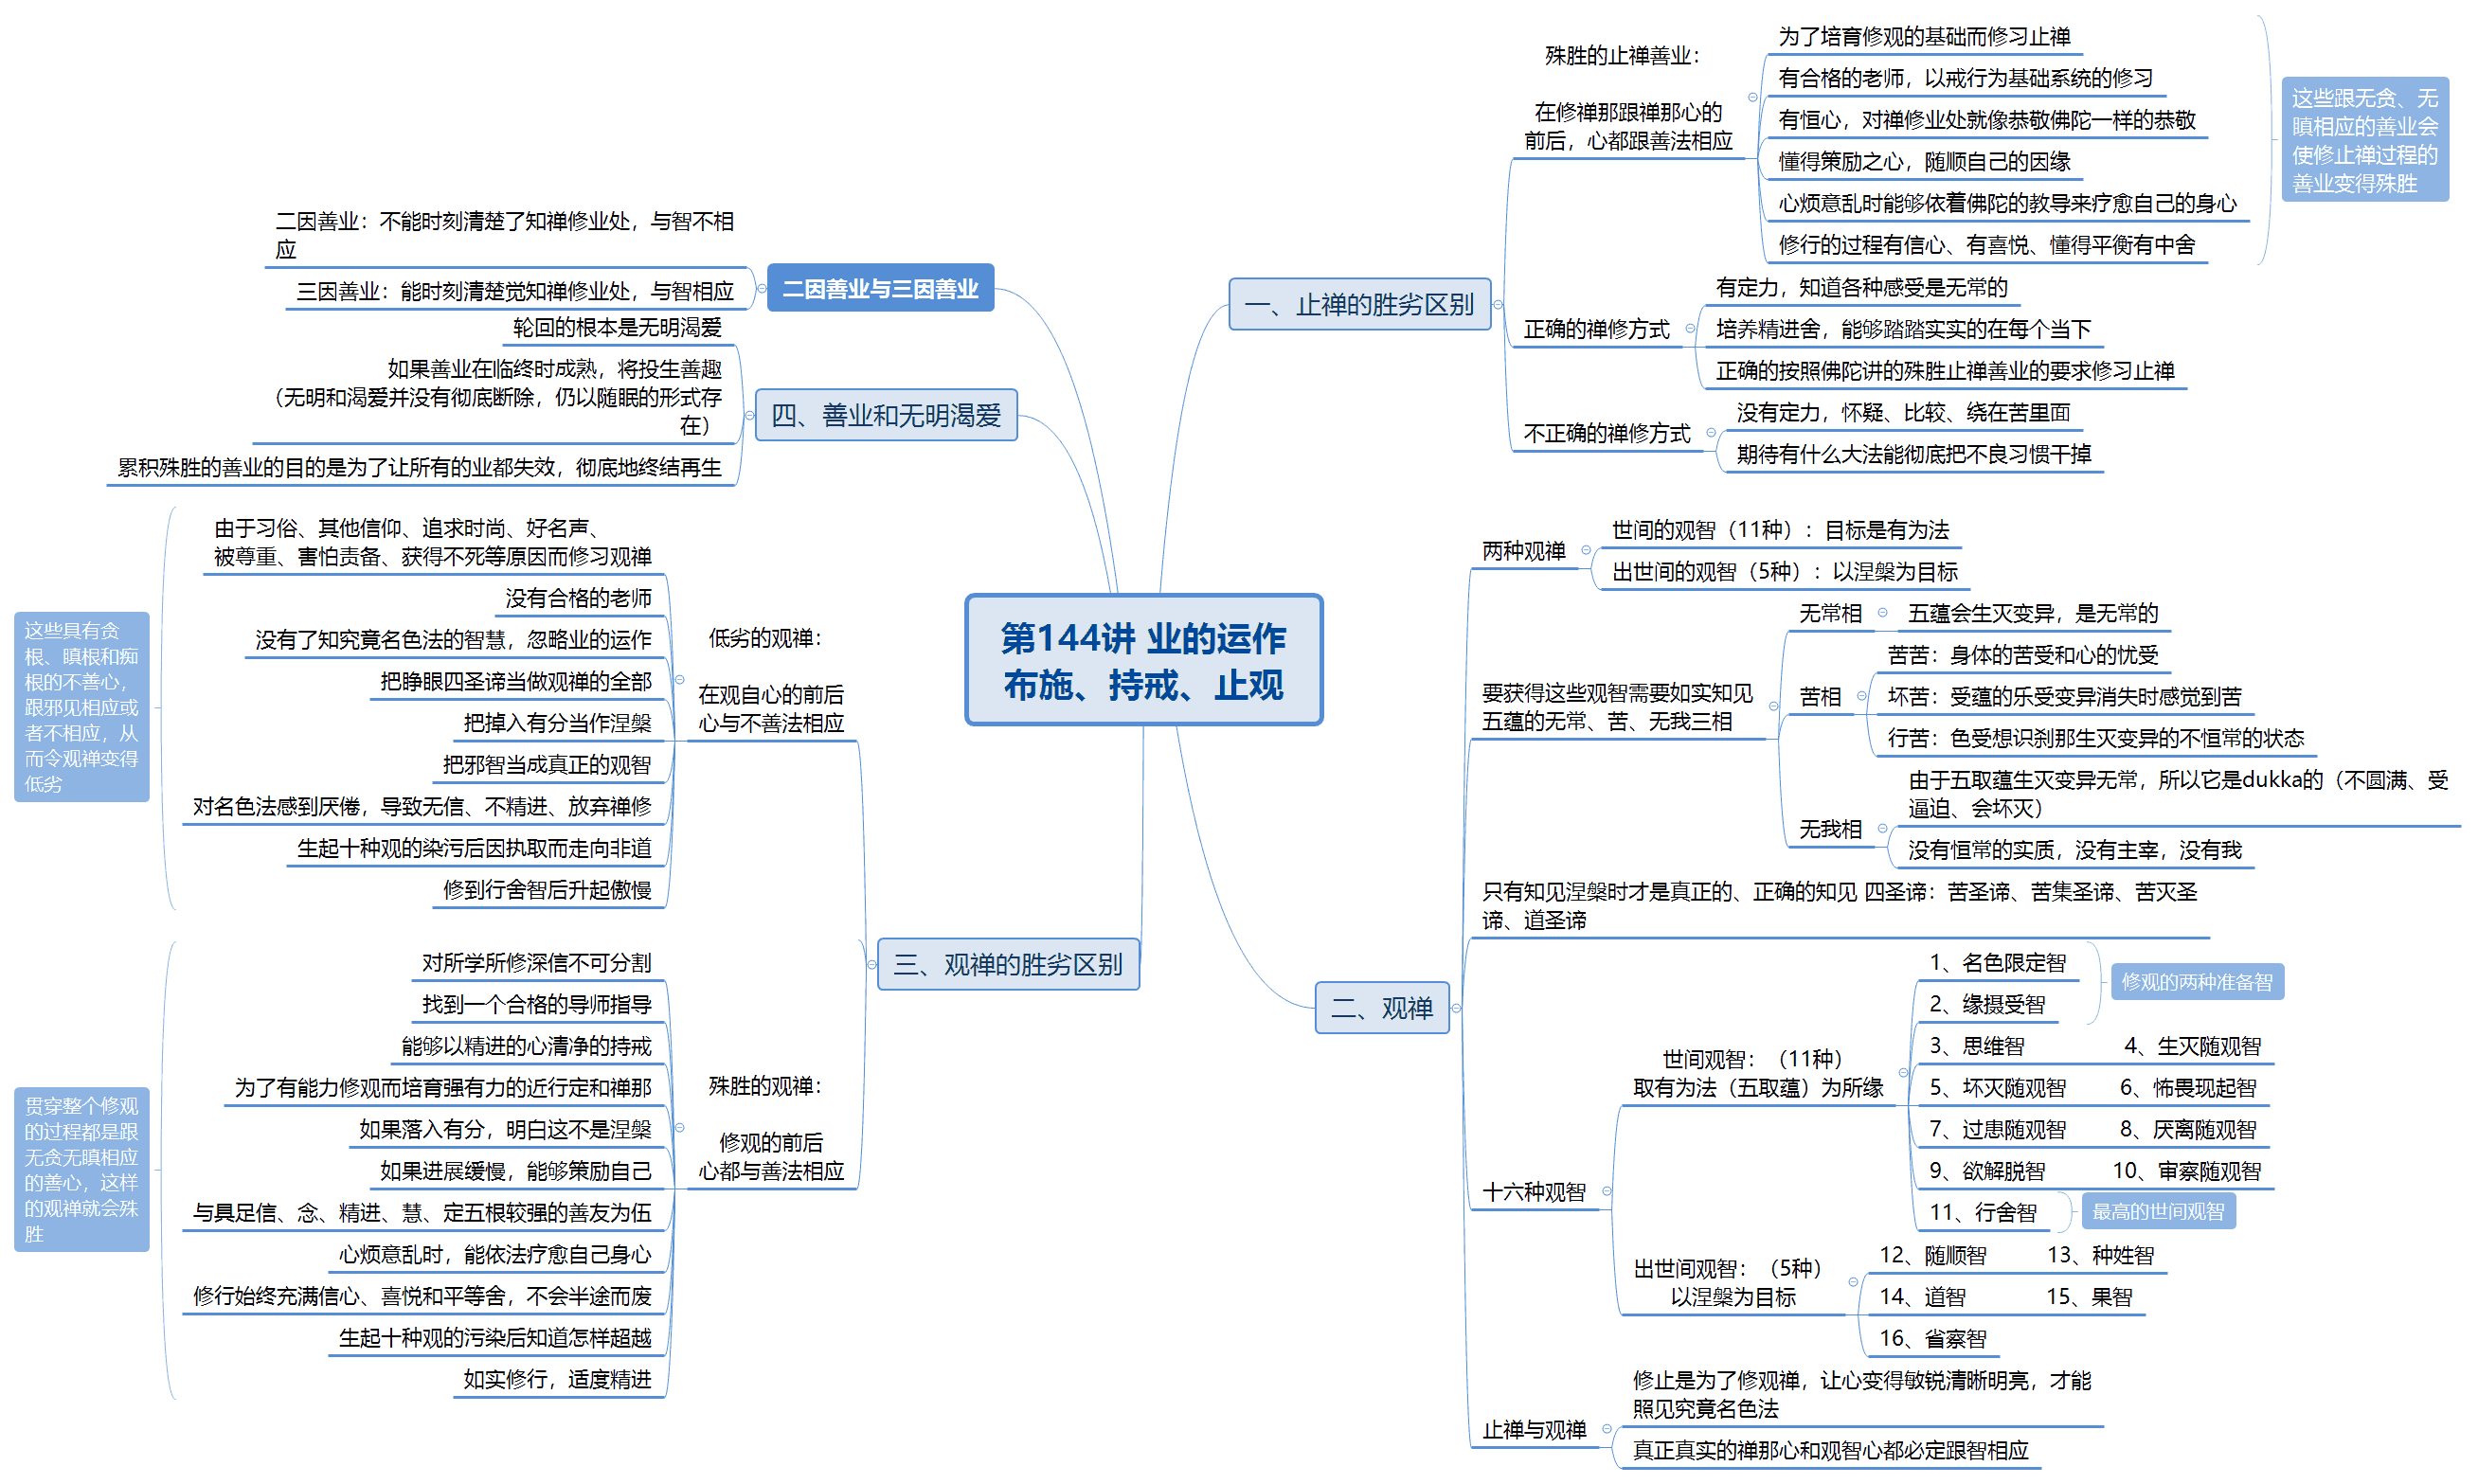 第144讲 业的运作
布施、持戒、止观
一、止禅的胜劣区别
殊胜的止禅善业：
在修禅那跟禅那心的
前后，心都跟善法相应
为了培育修观的基础而修习止禅
有合格的老师，以戒行为基础系统的修习
有恒心，对禅修业处就像恭敬佛陀一样的恭敬
懂得策励之心，随顺自己的因缘
心烦意乱时能够依着佛陀的教导来疗愈自己的身心
修行的过程有信心、有喜悦、懂得平衡有中舍
这些跟无贪、无
瞋相应的善业会
使修止禅过程的
善业变得殊胜
正确的禅修方式
有定力，知道各种感受是无常的
培养精进舍，能够踏踏实实的在每个当下
正确的按照佛陀讲的殊胜止禅善业的要求修习止禅
不正确的禅修方式
没有定力，怀疑、比较、绕在苦里面
期待有什么大法能彻底把不良习惯干掉
二、观禅
两种观禅
世间的观智（11种）：目标是有为法
出世间的观智（5种）：以涅槃为目标
要获得这些观智需要如实知见
五蕴的无常、苦、无我三相
无常相
五蕴会生灭变异，是无常的
苦相
苦苦：身体的苦受和心的忧受
坏苦：受蕴的乐受变异消失时感觉到苦
行苦：色受想识刹那生灭变异的不恒常的状态
无我相
由于五取蕴生灭变异无常，所以它是dukka的（不圆满、受
逼迫、会坏灭）
没有恒常的实质，没有主宰，没有我
只有知见涅槃时才是真正的、正确的知见 四圣谛：苦圣谛、苦集圣谛、苦灭圣
谛、道圣谛
十六种观智
世间观智：（11种）
取有为法（五取蕴）为所缘
1、名色限定智
2、缘摄受智
修观的两种准备智
3、思维智 4、生灭随观智
5、坏灭随观智 6、怖畏现起智
7、过患随观智 8、厌离随观智
9、欲解脱智 10、审察随观智
11、行舍智
最高的世间观智
出世间观智：（5种）
以涅槃为目标
12、随顺智 13、种姓智
14、道智 15、果智
16、省察智
止禅与观禅
修止是为了修观禅，让心变得敏锐清晰明亮，才能
照见究竟名色法
真正真实的禅那心和观智心都必定跟智相应
三、观禅的胜劣区别
低劣的观禅：
在观自心的前后
心与不善法相应
由于习俗、其他信仰、追求时尚、好名声、
被尊重、害怕责备、获得不死等原因而修习观禅
没有合格的老师
没有了知究竟名色法的智慧，忽略业的运作
把睁眼四圣谛当做观禅的全部
把掉入有分当作涅槃
把邪智当成真正的观智
对名色法感到厌倦，导致无信、不精进、放弃禅修
生起十种观的染污后因执取而走向非道
修到行舍智后升起傲慢
这些具有贪
根、瞋根和痴
根的不善心，
跟邪见相应或
者不相应，从
而令观禅变得
低劣
殊胜的观禅：
修观的前后
心都与善法相应
对所学所修深信不可分割
找到一个合格的导师指导
能够以精进的心清净的持戒
为了有能力修观而培育强有力的近行定和禅那
如果落入有分，明白这不是涅槃
如果进展缓慢，能够策励自己
与具足信、念、精进、慧、定五根较强的善友为伍
心烦意乱时，能依法疗愈自己身心
修行始终充满信心、喜悦和平等舍，不会半途而废
生起十种观的污染后知道怎样超越
如实修行，适度精进
贯穿整个修观
的过程都是跟
无贪无瞋相应
的善心，这样
的观禅就会殊
胜
四、善业和无明渴爱
轮回的根本是无明渴爱
如果善业在临终时成熟，将投生善趣
（无明和渴爱并没有彻底断除，仍以随眠的形式存
在）
累积殊胜的善业的目的是为了让所有的业都失效，彻底地终结再生
二因善业与三因善业
二因善业：不能时刻清楚了知禅修业处，与智不相
应
三因善业：能时刻清楚觉知禅修业处，与智相应